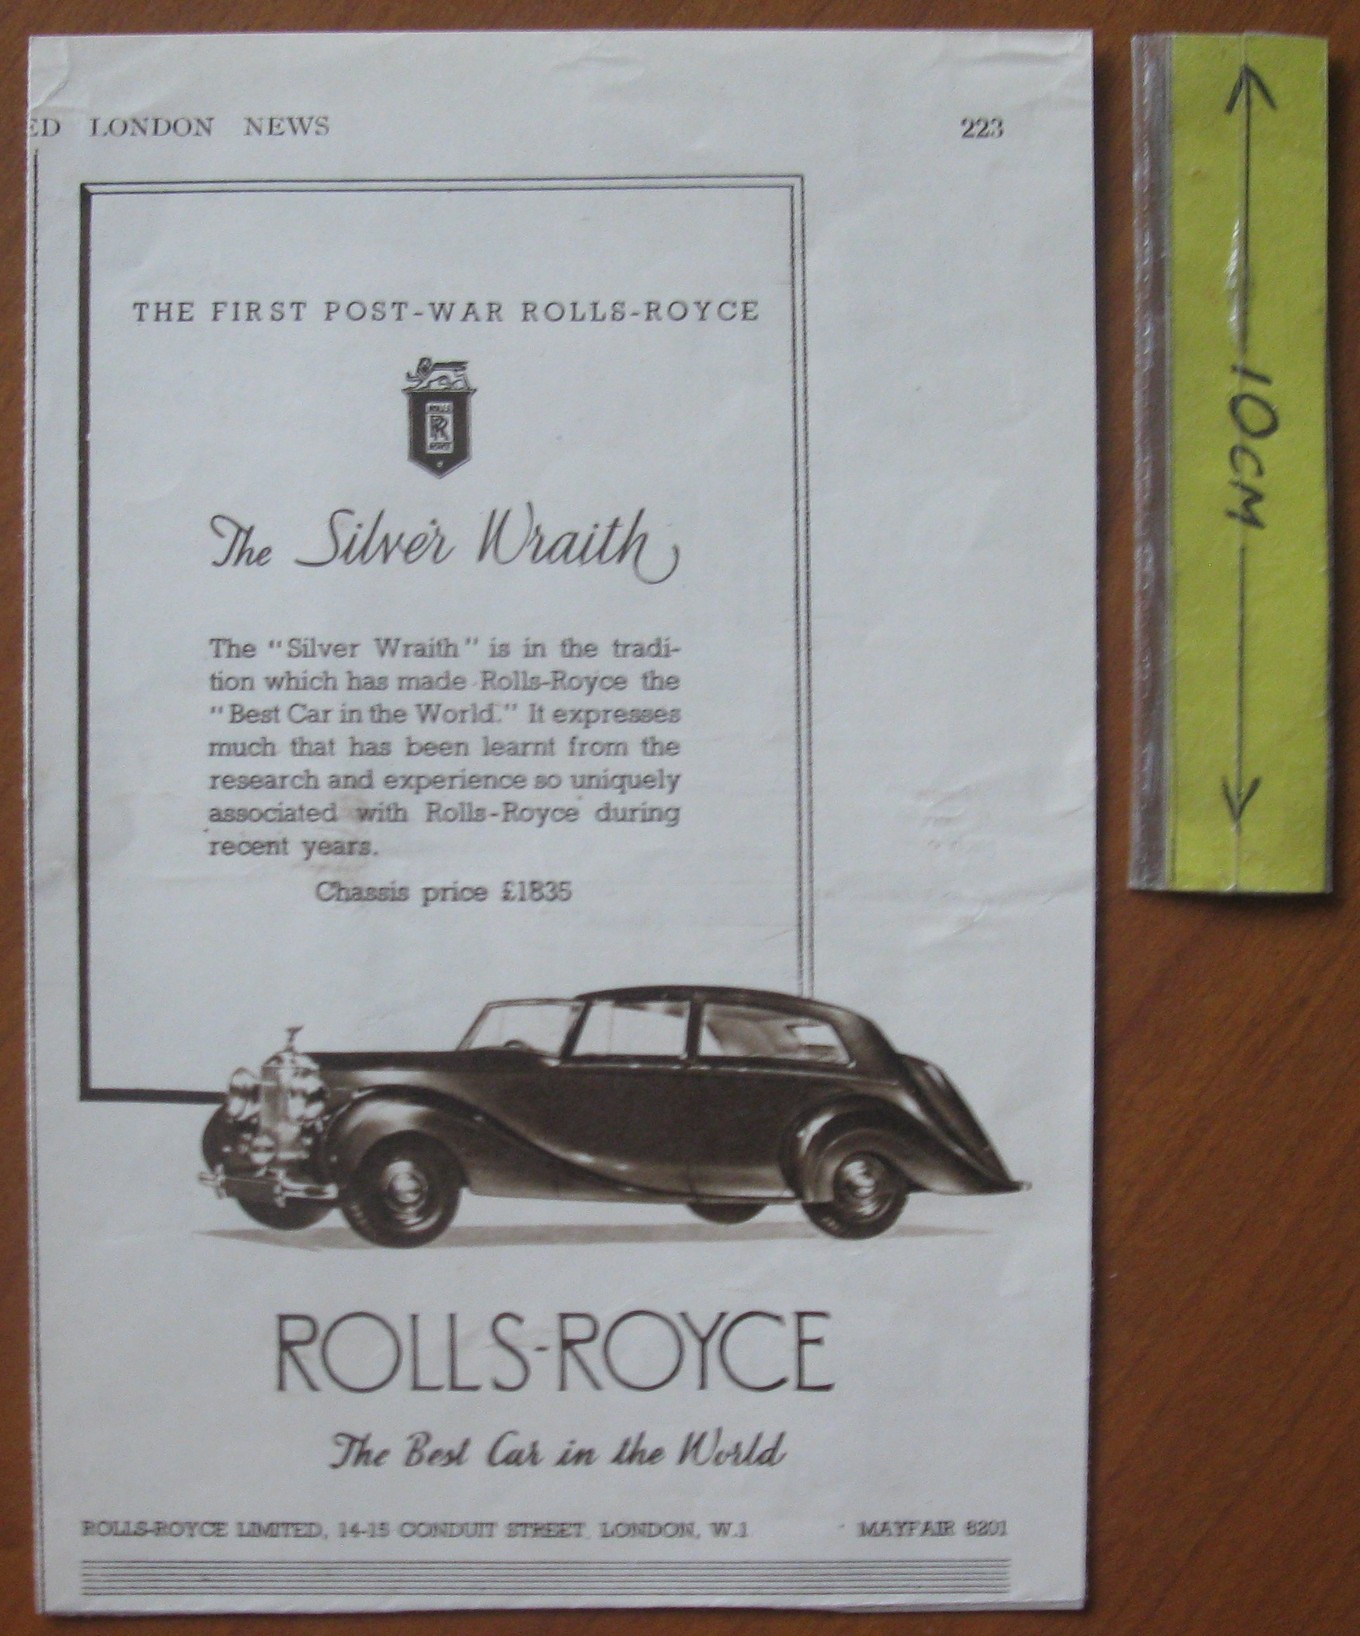 ED LONDON NEWS 223
THE FIRST POST-WAR ROLLS-ROYCE
ROLLS
RR
ROYCE
The Silver Wraith
The "Silver Wraith" is in the tradi-
tion which has made Rolls-Royce the
"Best Car in the World." It expresses
much that has been learnt from the
research and experience so uniquely
associated with Rolls-Royce during
recent years.
Chassis price £1835
ROLLS-ROYCE
The Best Car in the World
ROLLS-ROYCE LIMITED, 14-15 CONDUIT STREET, LONDON, W.1 MAYFAIR 6201
10CM